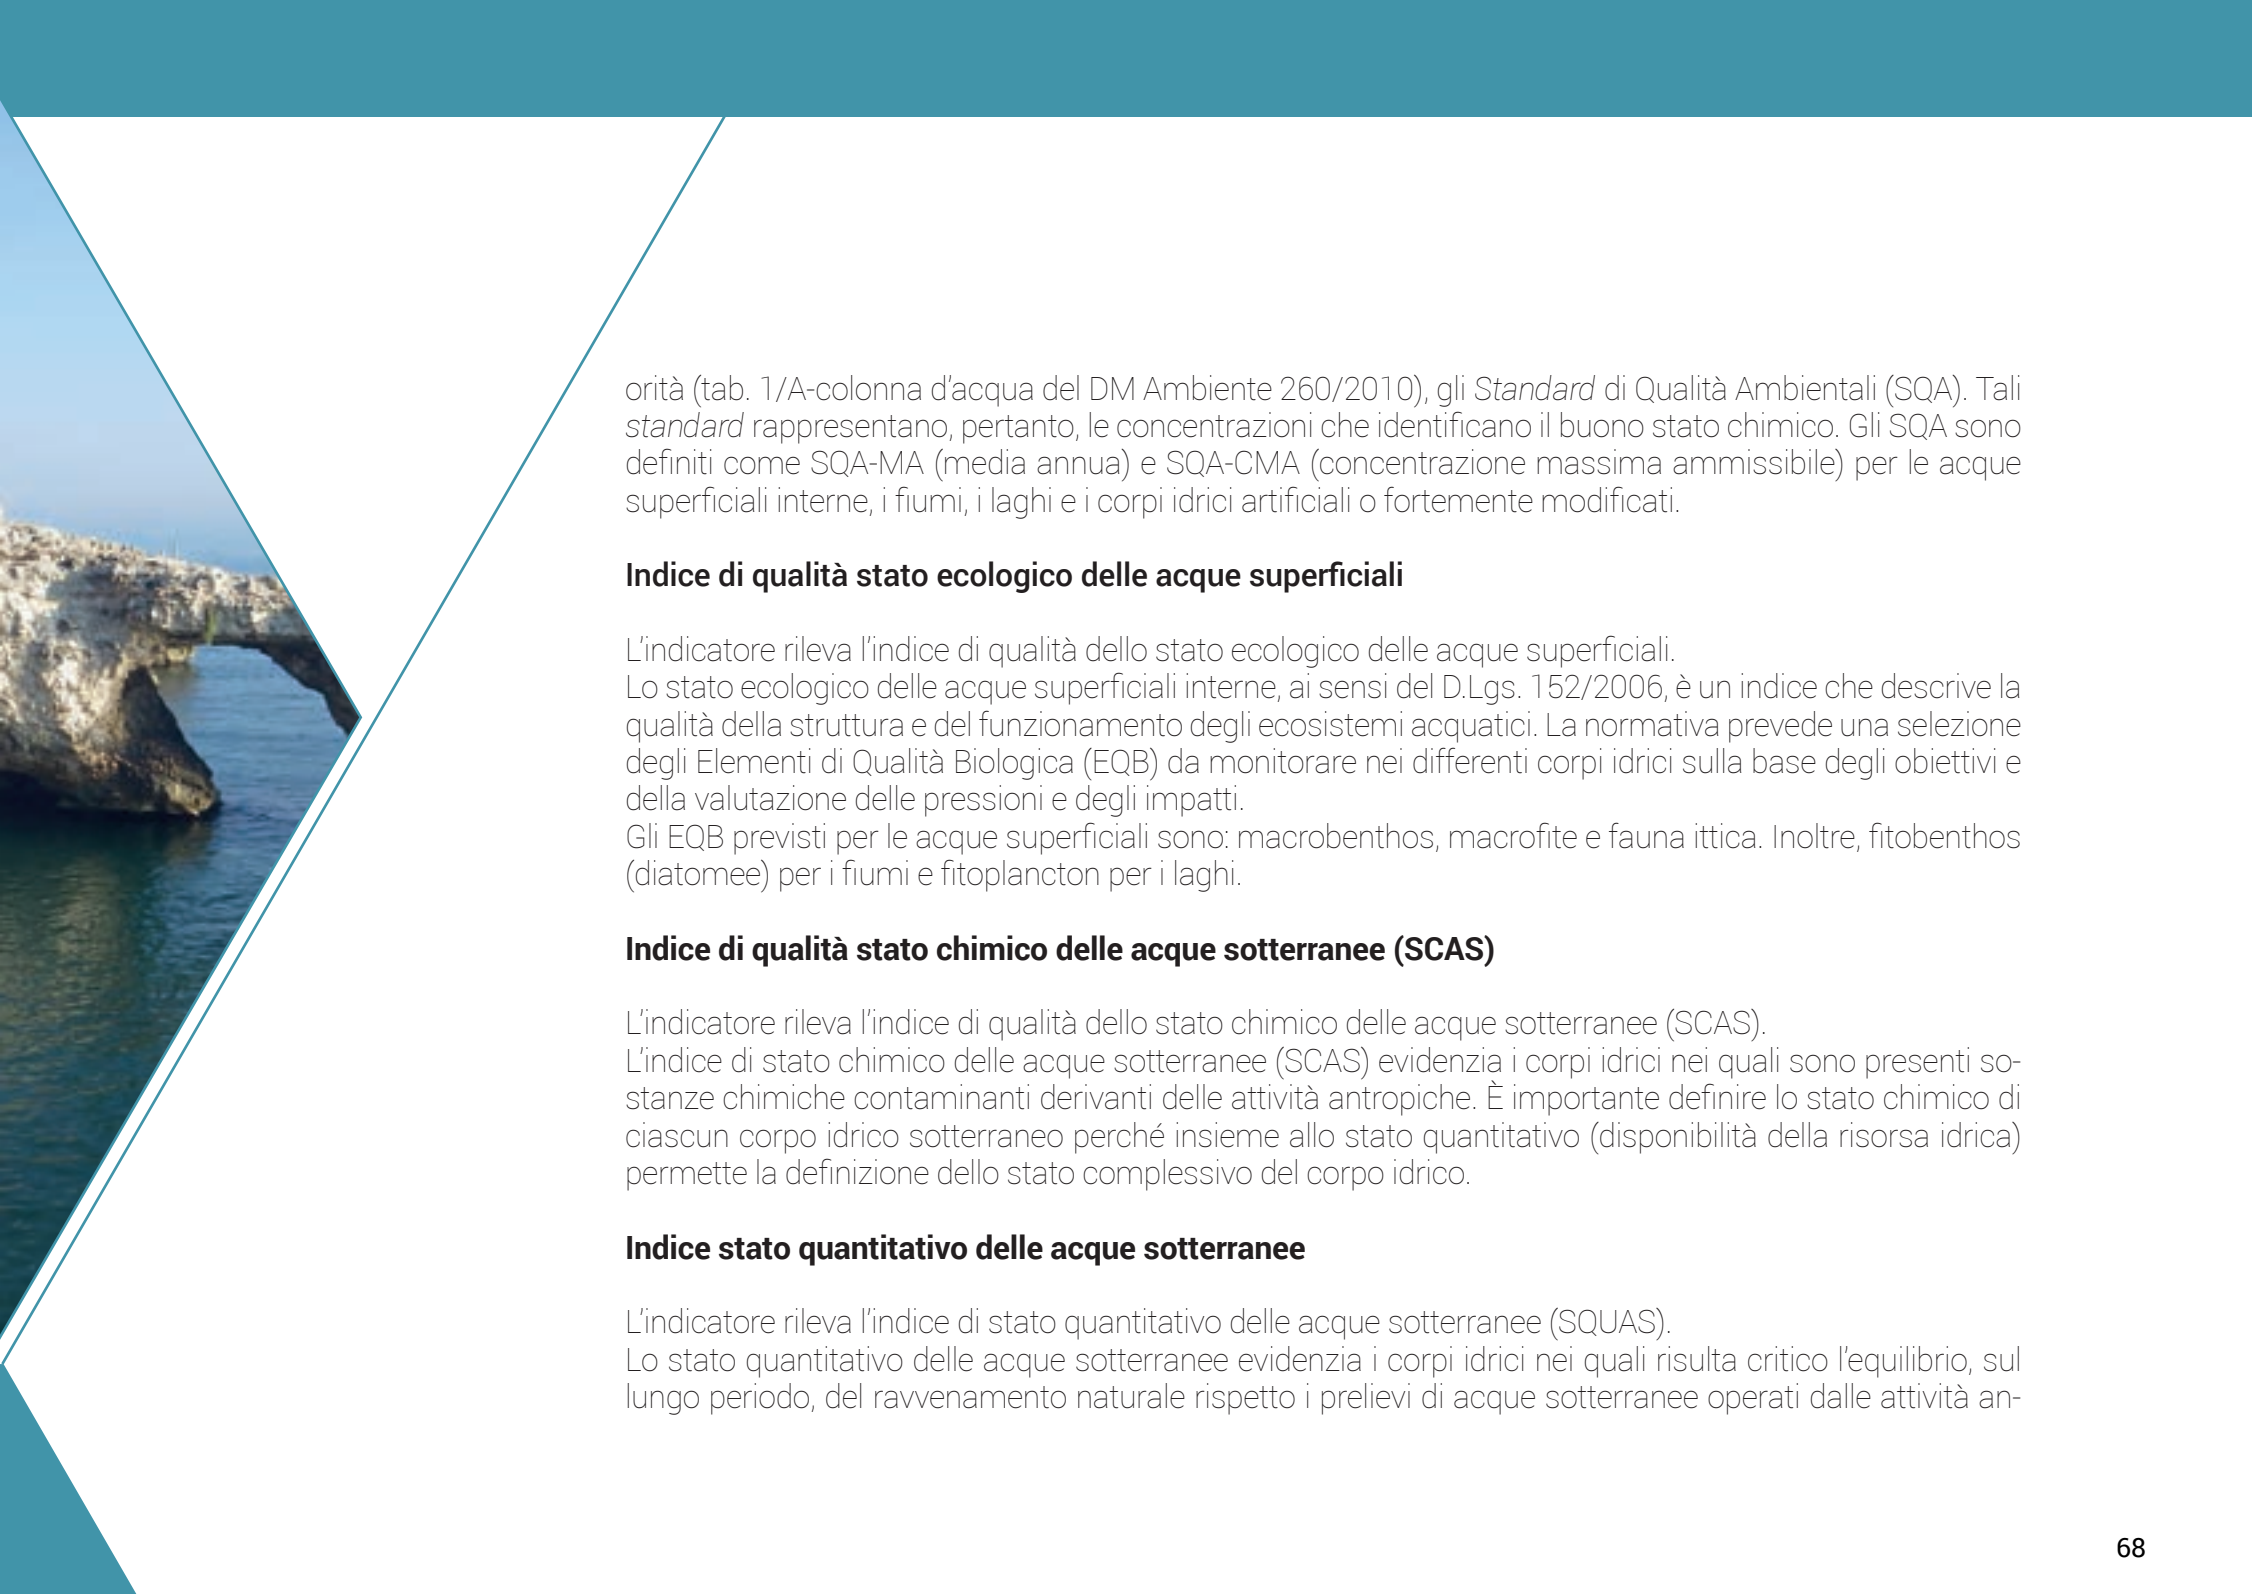 orità (tab. 1/A-colonna d’acqua del DM Ambiente 260/2010), gli Standard di Qualità Ambientali (SQA). Tali
standard rappresentano, pertanto, le concentrazioni che identificano il buono stato chimico. Gli SQA sono
definiti come SQA-MA (media annua) e SQA-CMA (concentrazione massima ammissibile) per le acque
superficiali interne, i fiumi, i laghi e i corpi idrici artificiali o fortemente modificati.
Indice di qualità stato ecologico delle acque superficiali
L’indicatore rileva l’indice di qualità dello stato ecologico delle acque superficiali.
Lo stato ecologico delle acque superficiali interne, ai sensi del D.Lgs. 152/2006, è un indice che descrive la
qualità della struttura e del funzionamento degli ecosistemi acquatici. La normativa prevede una selezione
degli Elementi di Qualità Biologica (EQB) da monitorare nei differenti corpi idrici sulla base degli obiettivi e
della valutazione delle pressioni e degli impatti.
Gli EQB previsti per le acque superficiali sono: macrobenthos, macrofite e fauna ittica. Inoltre, fitobenthos
(diatomee) per i fiumi e fitoplancton per i laghi.
Indice di qualità stato chimico delle acque sotterranee (SCAS)
L’indicatore rileva l’indice di qualità dello stato chimico delle acque sotterranee (SCAS).
L’indice di stato chimico delle acque sotterranee (SCAS) evidenzia i corpi idrici nei quali sono presenti so-
stanze chimiche contaminanti derivanti delle attività antropiche. È importante definire lo stato chimico di
ciascun corpo idrico sotterraneo perché insieme allo stato quantitativo (disponibilità della risorsa idrica)
permette la definizione dello stato complessivo del corpo idrico.
Indice stato quantitativo delle acque sotterranee
L’indicatore rileva l’indice di stato quantitativo delle acque sotterranee (SQUAS).
Lo stato quantitativo delle acque sotterranee evidenzia i corpi idrici nei quali risulta critico l’equilibrio, sul
lungo periodo, del ravvenamento naturale rispetto i prelievi di acque sotterranee operati dalle attività an-
68